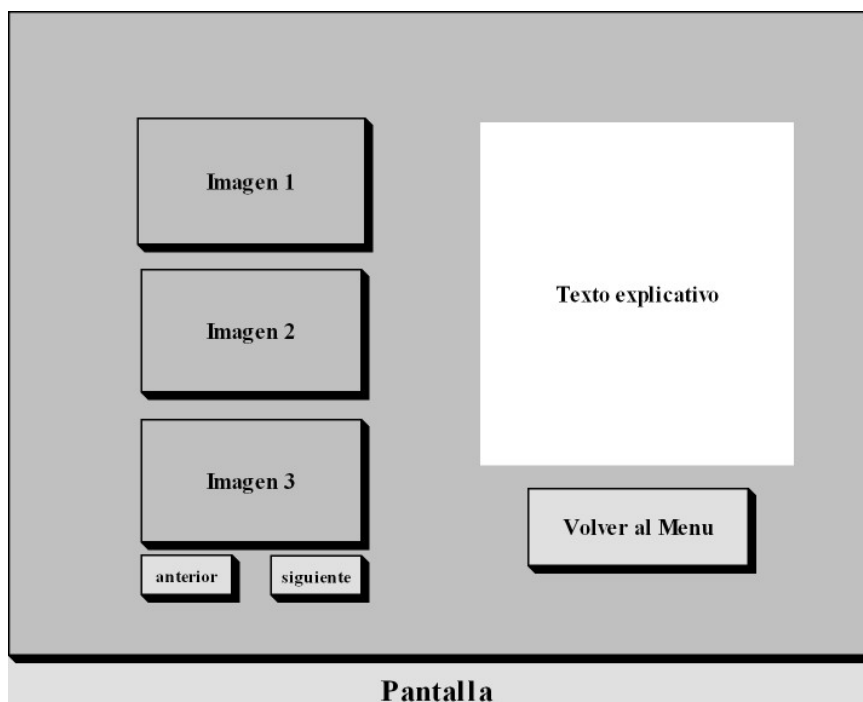 Imagen 1
Imagen 2
Imagen 3
anterior
siguiente
Texto explicativo
Volver al Menu
Pantalla